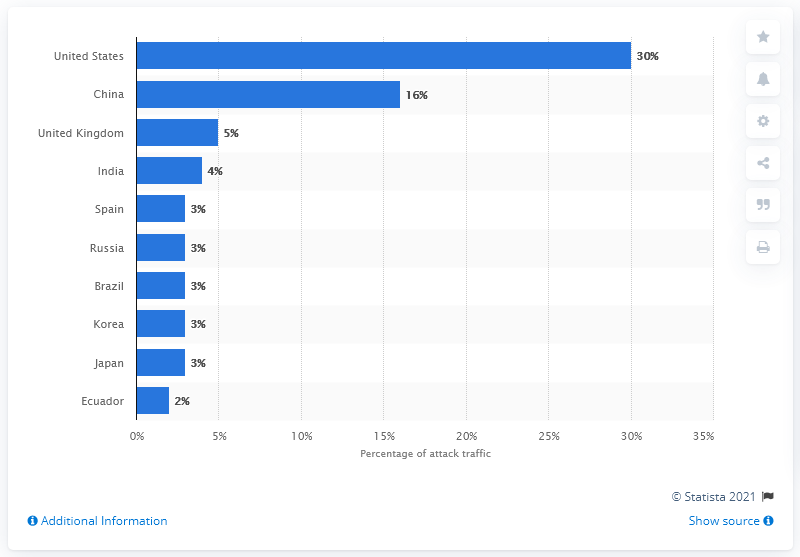 United States 30%
China 16%
United Kingdom 5%
India 4%
Spain 3%
Russia 3%
Brazil 3%
Korea 3%
Japan 3%
Ecuador 2%
0% 5% 10% 15% 20% 25% 30% 35%
Percentage of attack traffic
© Statista 2021
Additional Information Show source